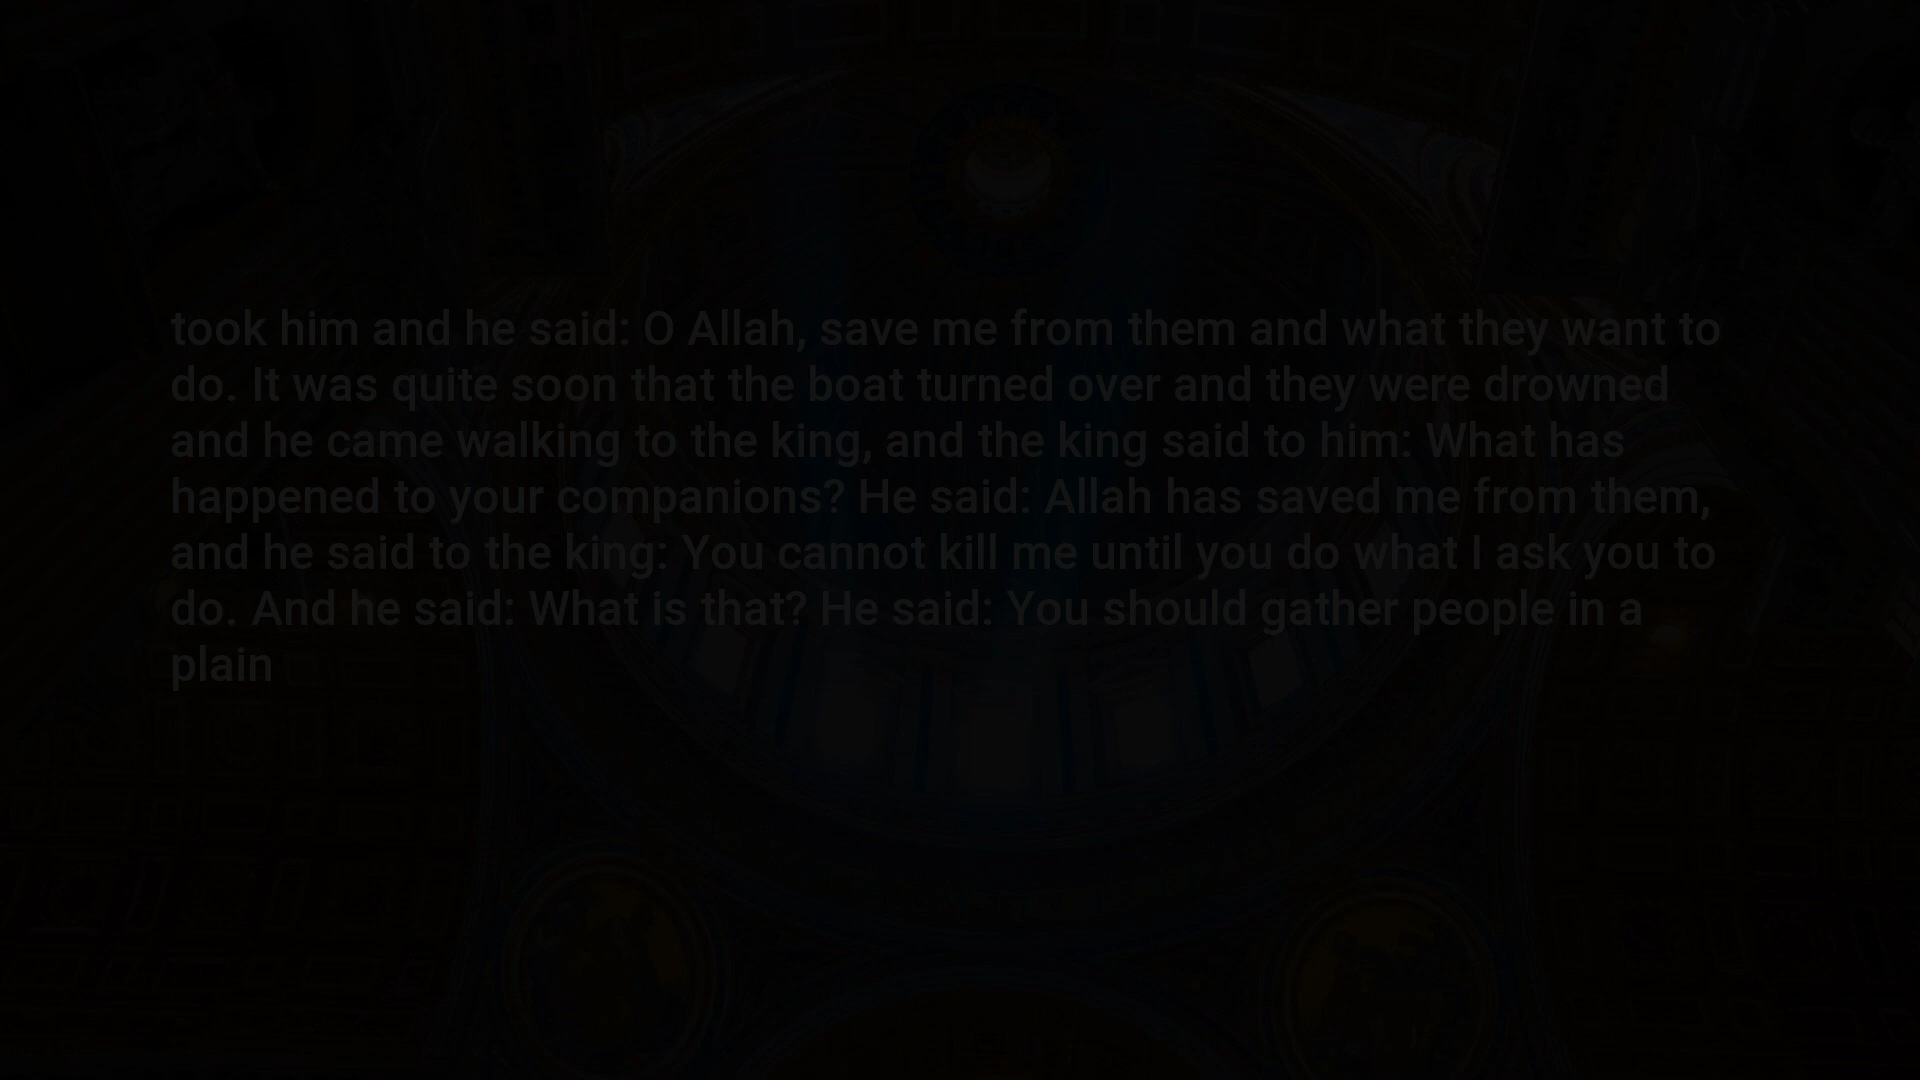 took him and he said: O Allah, save me from them and what they want to
do. It was quite soon that the boat turned over and they were drowned
and he came walking to the king, and the king said to him: What has
happened to your companions? He said: Allah has saved me from them,
and he said to the king: You cannot kill me until you do what I ask you to
do. And he said: What is that? He said: You should gather people in a
plain